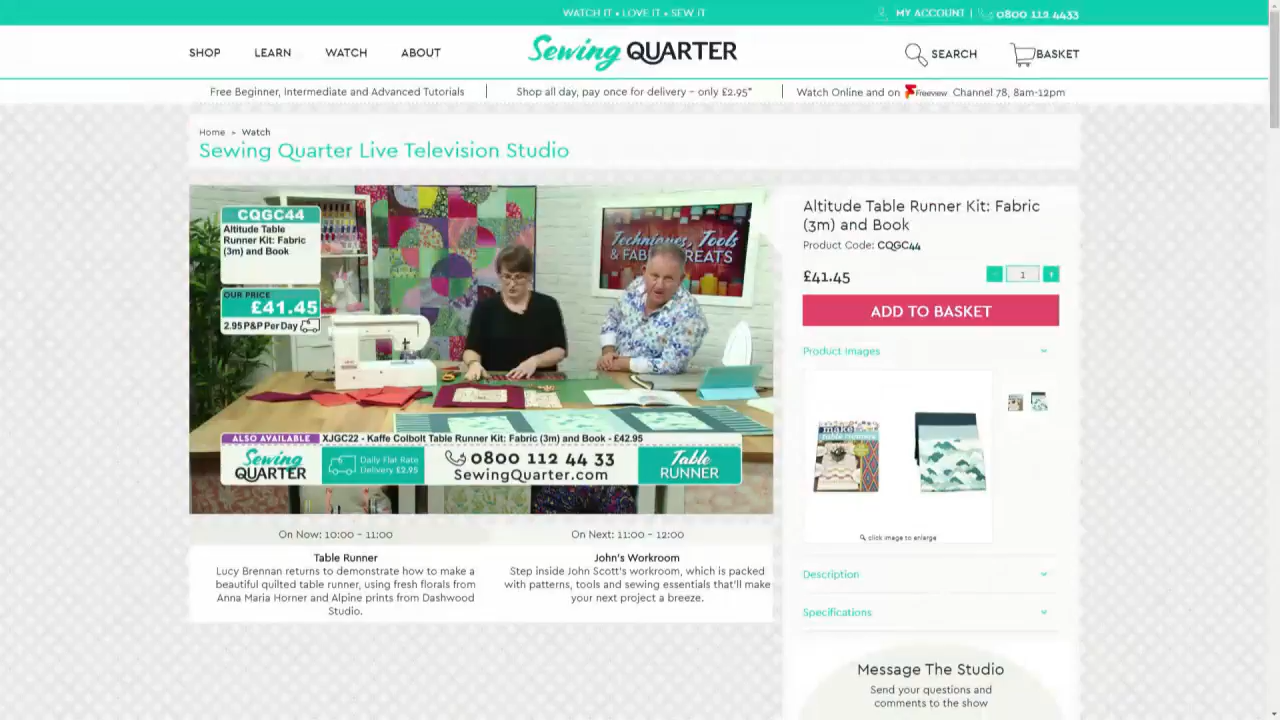 WATCH IT • LOVE IT • SEW IT
MY ACCOUNT | 0800 112 4433
SHOP LEARN WATCH ABOUT
Sewing QUARTER
SEARCH BASKET
Free Beginner, Intermediate and Advanced Tutorials | Shop all day, pay once for delivery – only £2.95* | Watch Online and on Freeview Channel 78, 8am-12pm
Home > Watch
Sewing Quarter Live Television Studio
CQGC44
Altitude Table
Runner Kit: Fabric
(3m) and Book
OUR PRICE
£41.45
2.95 P&P Per Day
Techniques, Tools
ALSO AVAILABLE XJGC22 - Kaffe Colbolt Table Runner Kit: Fabric (3m) and Book - £42.95
Sewing
QUARTER
Daily Flat Rate
Delivery £2.95
0800 112 44 33
SewingQuarter.com
Table
RUNNER
On Now: 10:00 - 11:00
Table Runner
Lucy Brennan returns to demonstrate how to make a
beautiful quilted table runner, using fresh florals from
Anna Maria Horner and Alpine prints from Dashwood
Studio.
On Next: 11:00 - 12:00
John's Workroom
Step inside John Scott's workroom, which is packed
with patterns, tools and sewing essentials that'll make
your next project a breeze.
Altitude Table Runner Kit: Fabric
(3m) and Book
Product Code: CQGC44
£41.45
- 1 +
ADD TO BASKET
Product Images
make
table runners
click image to enlarge
Description
Specifications
Message The Studio
Send your questions and
comments to the show